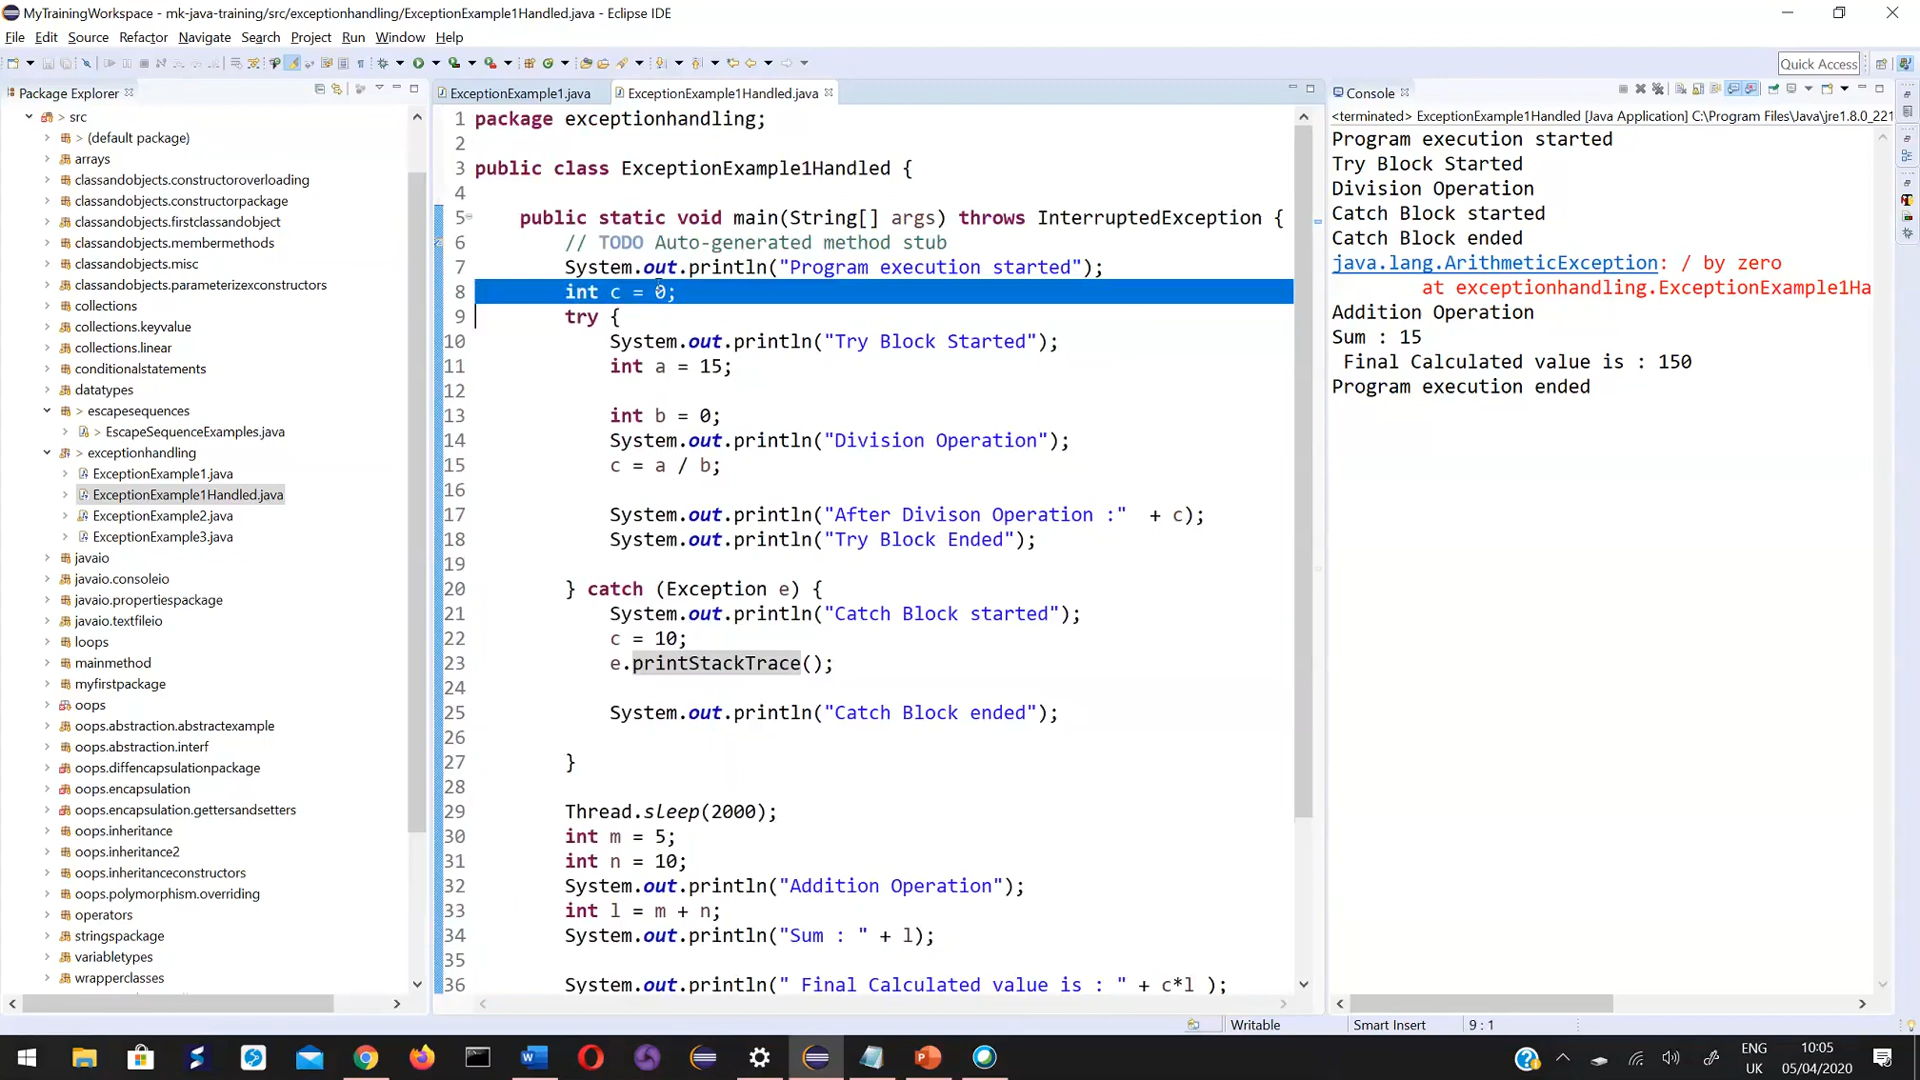 MyTrainingWorkspace - mk-java-training/src/exceptionhandling/ExceptionExample1Handled.java - Eclipse IDE
File Edit Source Refactor Navigate Search Project Run Window Help
Quick Access
Package Explorer
> src
> (default package)
arrays
classandobjects.constructoroverloading
classandobjects.constructorpackage
classandobjects.firstclassandobject
classandobjects.membermethods
classandobjects.misc
classandobjects.parameterizexconstructors
collections
collections.keyvalue
collections.linear
conditionalstatements
datatypes
> escapesequences
> EscapeSequenceExamples.java
> exceptionhandling
ExceptionExample1.java
ExceptionExample1Handled.java
ExceptionExample2.java
ExceptionExample3.java
javaio
javaio.consoleio
javaio.propertiespackage
javaio.textfileio
loops
mainmethod
myfirstpackage
oops
oops.abstraction.abstractexample
oops.abstraction.interf
oops.diffencapsulationpackage
oops.encapsulation
oops.encapsulation.gettersandsetters
oops.inheritance
oops.inheritance2
oops.inheritanceconstructors
oops.polymorphism.overriding
operators
stringspackage
variabletypes
wrapperclasses
ExceptionExample1.java ExceptionExample1Handled.java
1 package exceptionhandling;
2
3 public class ExceptionExample1Handled {
4
5 public static void main(String[] args) throws InterruptedException {
6 // TODO Auto-generated method stub
7 System.out.println("Program execution started");
8 int c = 0;
9 try {
10 System.out.println("Try Block Started");
11 int a = 15;
12
13 int b = 0;
14 System.out.println("Division Operation");
15 c = a / b;
16
17 System.out.println("After Divison Operation :" + c);
18 System.out.println("Try Block Ended");
19
20 } catch (Exception e) {
21 System.out.println("Catch Block started");
22 c = 10;
23 e.printStackTrace();
24
25 System.out.println("Catch Block ended");
26
27 }
28
29 Thread.sleep(2000);
30 int m = 5;
31 int n = 10;
32 System.out.println("Addition Operation");
33 int l = m + n;
34 System.out.println("Sum : " + l);
35
36 System.out.println(" Final Calculated value is : " + c*l );
Console
<terminated> ExceptionExample1Handled [Java Application] C:\Program Files\Java\jre1.8.0_221
Program execution started
Try Block Started
Division Operation
Catch Block started
Catch Block ended
java.lang.ArithmeticException: / by zero
at exceptionhandling.ExceptionExample1Ha
Addition Operation
Sum : 15
Final Calculated value is : 150
Program execution ended
Writable Smart Insert 9 : 1
ENG
UK
10:05
05/04/2020